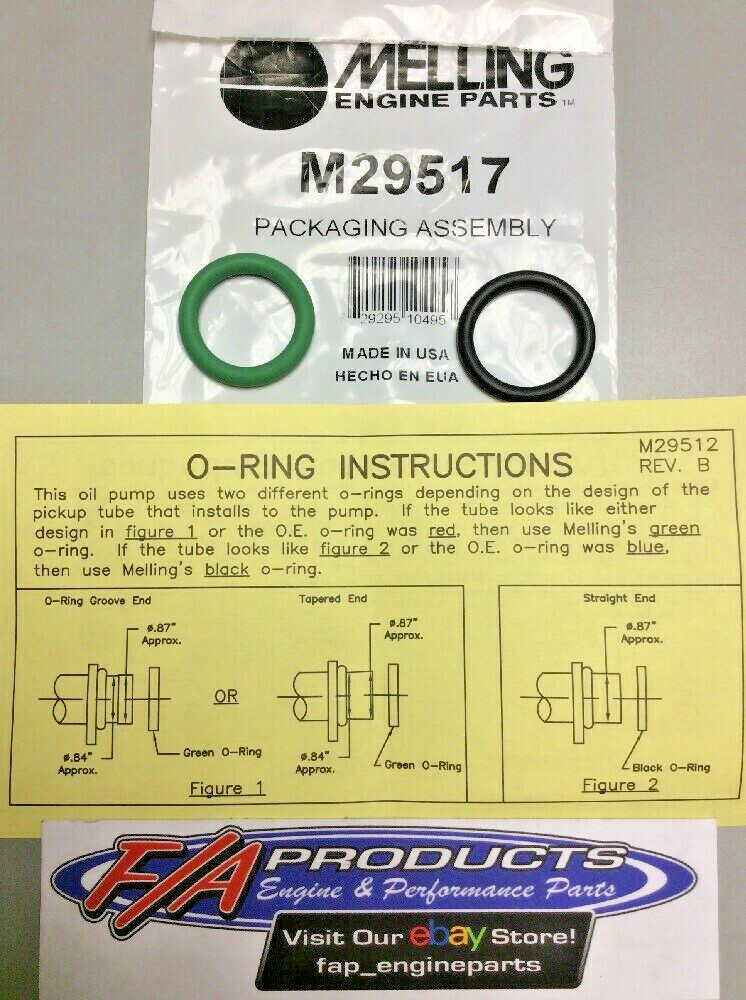 MELLING
ENGINE PARTS TM
M29517
PACKAGING ASSEMBLY
29295 10495
MADE IN USA
HECHO EN EUA
M29512
REV. B
O-RING INSTRUCTIONS
This oil pump uses two different o-rings depending on the design of the
pickup tube that installs to the pump. If the tube looks like either
design in figure 1 or the O.E. o-ring was red, then use Melling's green
o-ring. If the tube looks like figure 2 or the O.E. o-ring was blue,
then use Melling's black o-ring.
O-Ring Groove End
ø.87"
Approx.
ø.84"
Approx.
Green O-Ring
OR
Tapered End
ø.87"
Approx.
ø.84"
Approx.
Green O-Ring
Figure 1
Straight End
ø.87"
Approx.
Black O-Ring
Figure 2
F/A PRODUCTS
Engine & Performance Parts
Visit Our ebay Store!
fap_engineparts